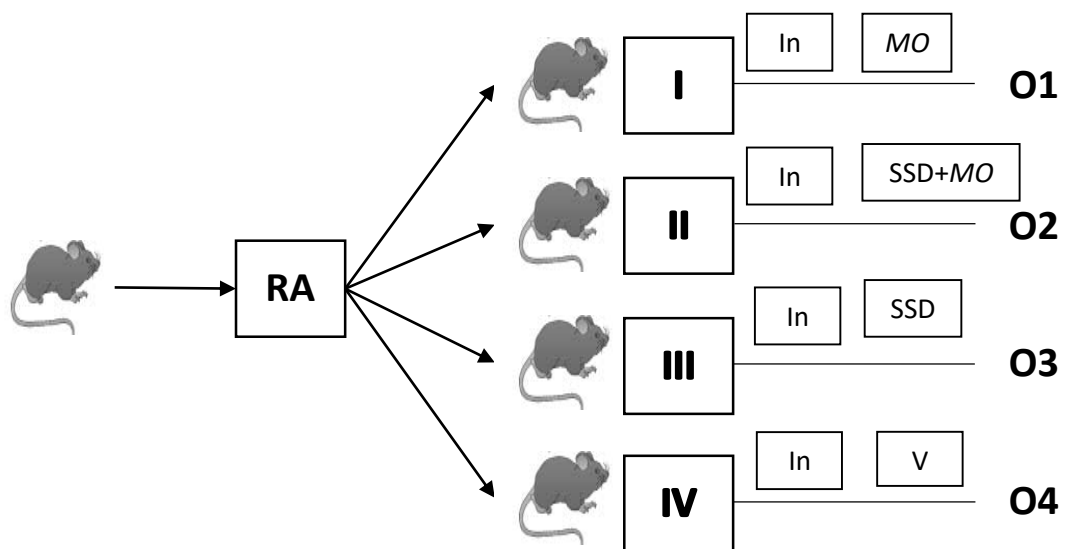 In MO
I O1
In SSD+MO
II O2
RA
In SSD
III O3
In V
IV O4